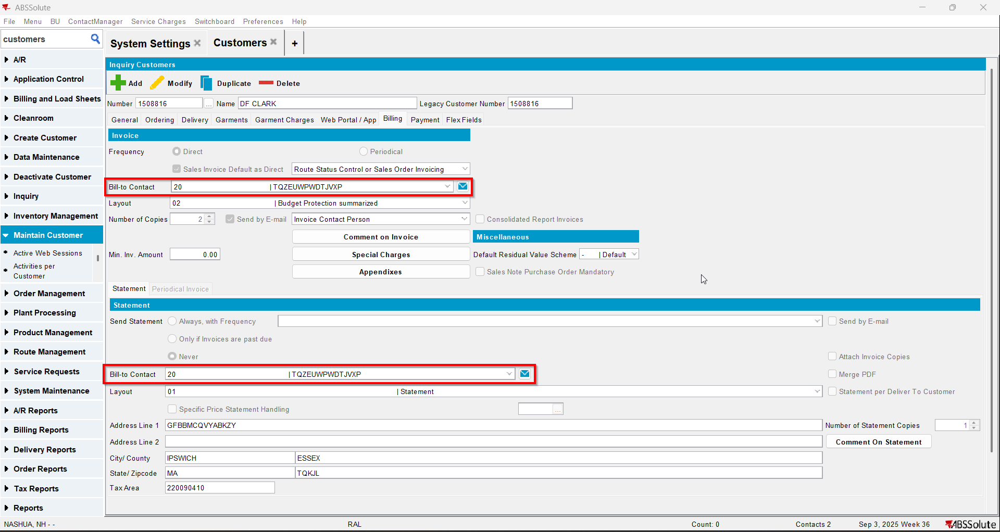 ABSSolute
File Menu BU ContactManager Service Charges Switchboard Preferences Help
customers
System Settings Customers +
A/R
Application Control
Billing and Load Sheets
Cleanroom
Create Customer
Data Maintenance
Deactivate Customer
Inquiry
Inventory Management
Maintain Customer
Active Web Sessions
Activities per
Customer
Order Management
Plant Processing
Product Management
Route Management
Service Requests
System Maintenance
A/R Reports
Billing Reports
Delivery Reports
Order Reports
Tax Reports
Reports
Inquiry Customers
Add Modify Duplicate Delete
Number 1508816 ... Name DF CLARK Legacy Customer Number 1508816
General Ordering Delivery Garments Garment Charges Web Portal / App Billing Payment Flex Fields
Invoice
Frequency Direct Periodical
Sales Invoice Default as Direct Route Status Control or Sales Order Invoicing
Bill-to Contact 20 | TQZEUWPWDTJVXP
Layout 02 | Budget Protection summarized
Number of Copies 2 Send by E-mail Invoice Contact Person Consolidated Report Invoices
Comment on Invoice Miscellaneous
Min. Inv. Amount 0.00 Special Charges Default Residual Value Scheme - | Default
Appendixes Sales Note Purchase Order Mandatory
Statement Periodical Invoice
Statement
Send Statement Always, with Frequency Send by E-mail
Only if Invoices are past due
Never Attach Invoice Copies
Bill-to Contact 20 | TQZEUWPWDTJVXP Merge PDF
Layout 01 | Statement Statement per Deliver To Customer
Specific Price Statement Handling ...
Address Line 1 GFBBMCQVYABKZY Number of Statement Copies 1
Address Line 2 Comment On Statement
City/ County IPSWICH ESSEX
State/ Zipcode MA TQKJL
Tax Area 220090410
NASHUA, NH - - RAL Count: 0 Contacts 2 Sep 3, 2025 Week 36 ABSSolute